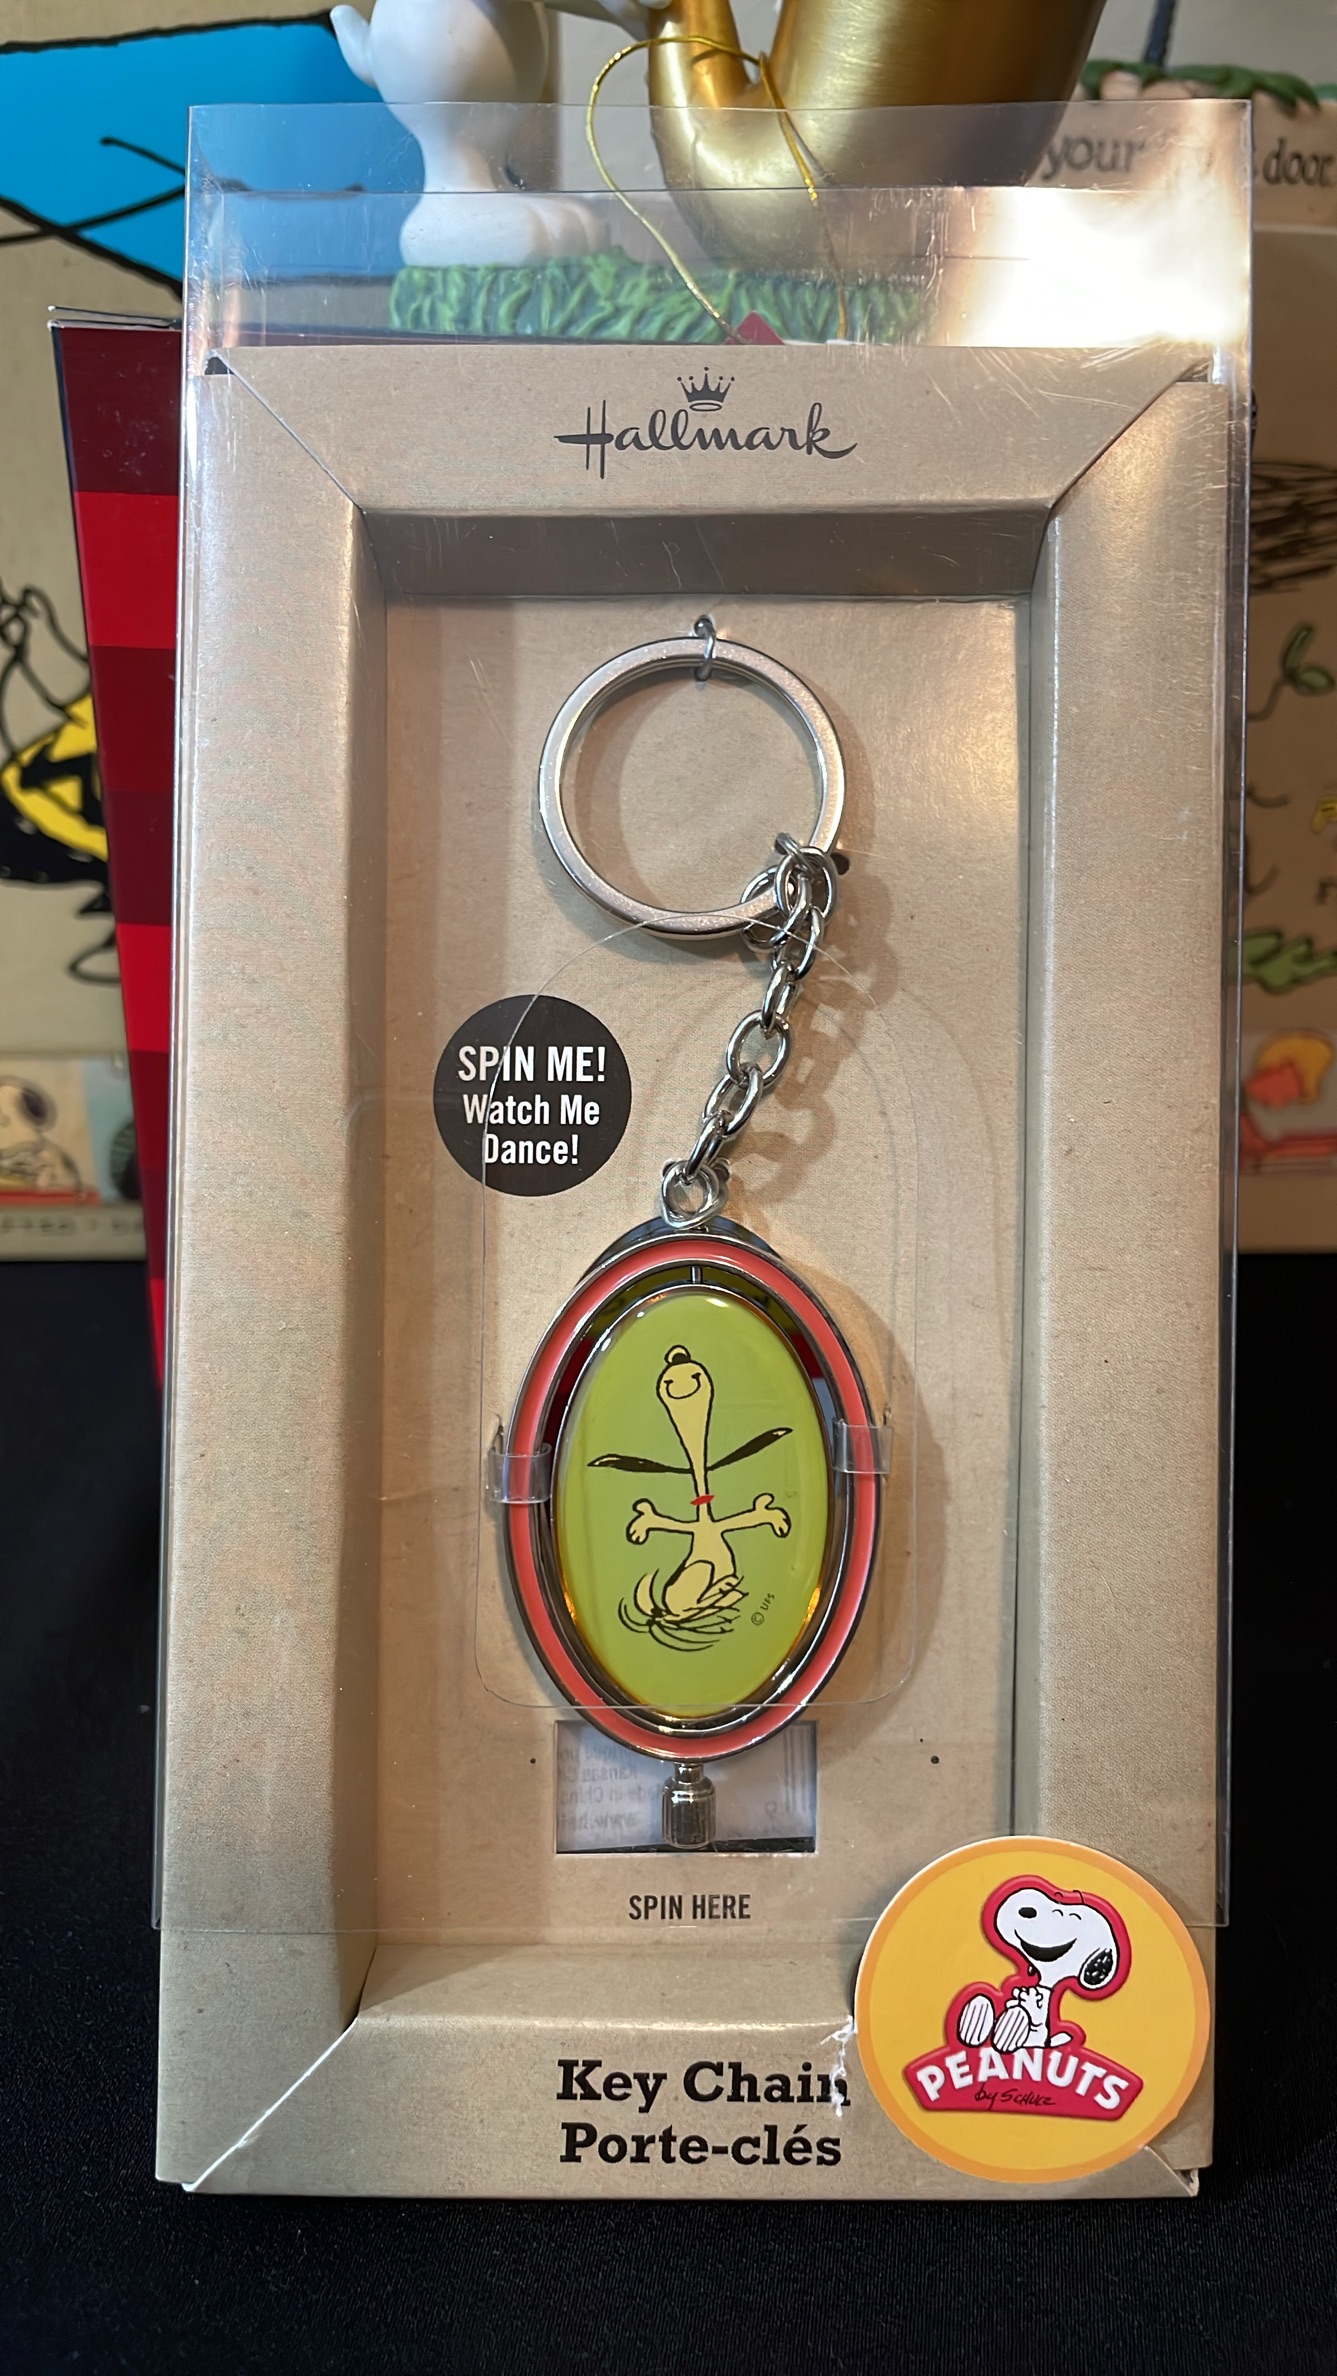 your door
Hallmark
SPIN ME!
Watch Me
Dance!
© UFS
SPIN HERE
PEANUTS
by SCHULZ
Key Chain
Porte-clés